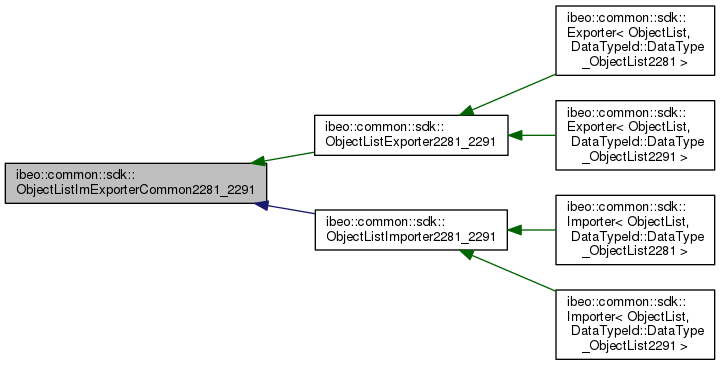 ibeo::common::sdk::
ObjectListImExporterCommon2281_2291
ibeo::common::sdk::
ObjectListExporter2281_2291
ibeo::common::sdk::
ObjectListImporter2281_2291
ibeo::common::sdk::
Exporter< ObjectList,
DataTypeId::DataType
_ObjectList2281 >
ibeo::common::sdk::
Exporter< ObjectList,
DataTypeId::DataType
_ObjectList2291 >
ibeo::common::sdk::
Importer< ObjectList,
DataTypeId::DataType
_ObjectList2281 >
ibeo::common::sdk::
Importer< ObjectList,
DataTypeId::DataType
_ObjectList2291 >